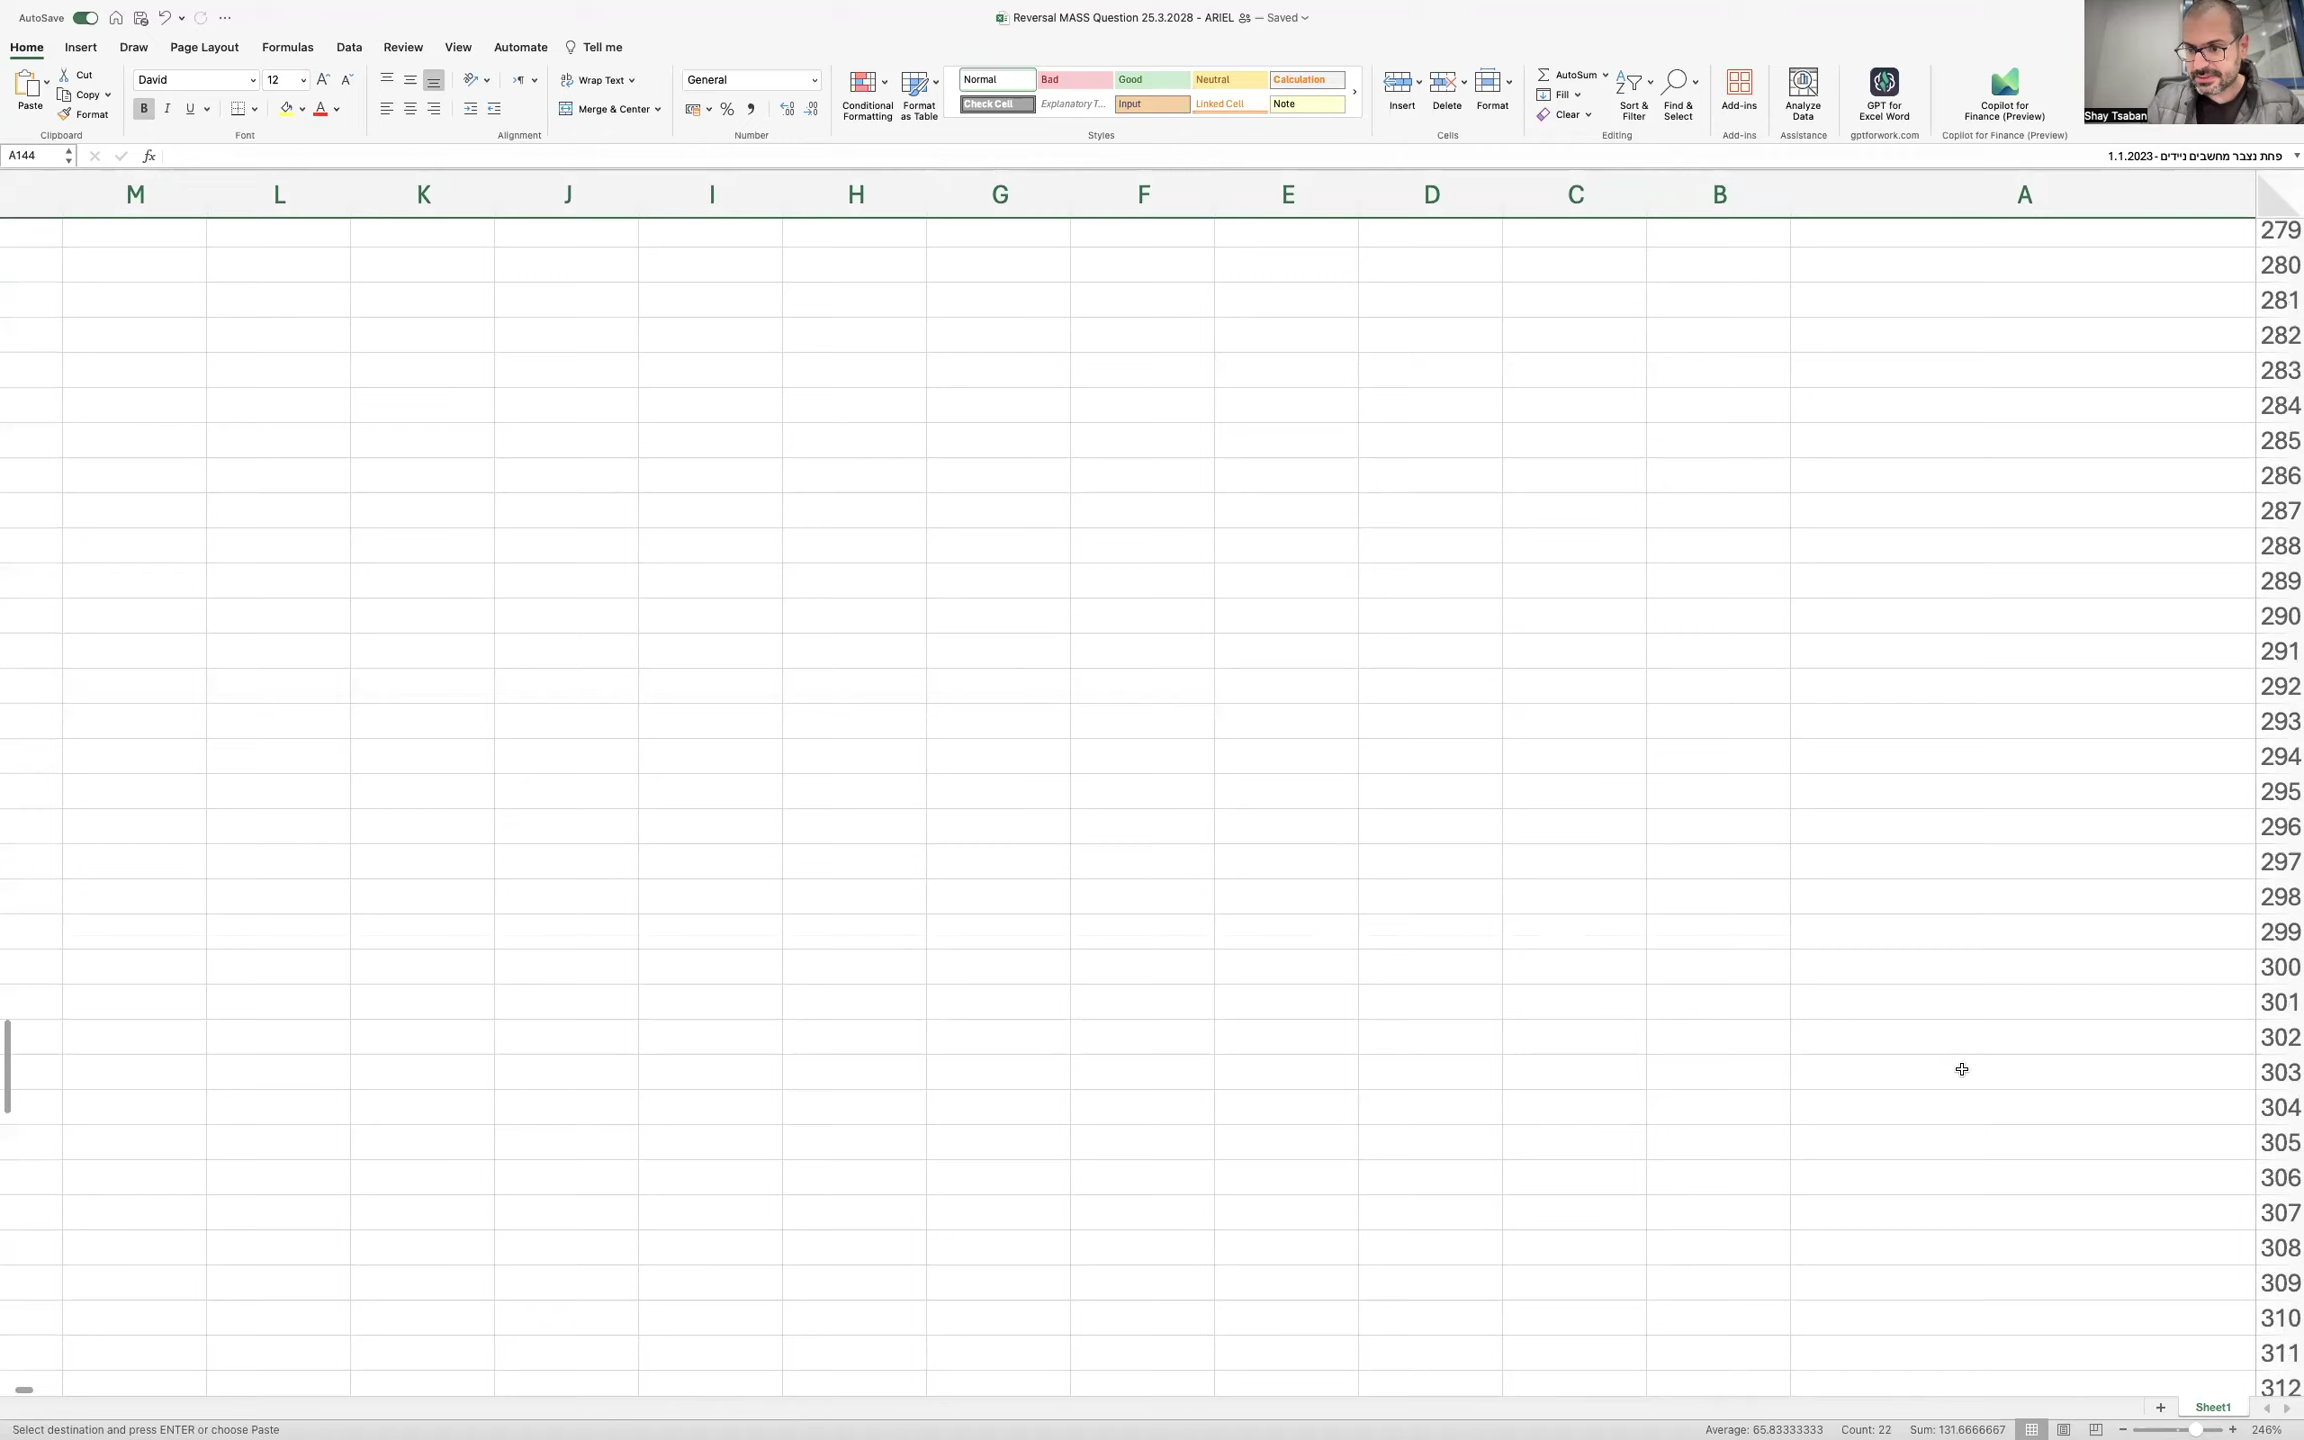 AutoSave
Reversal MASS Question 25.3.2028 - ARIEL — Saved
Home Insert Draw Page Layout Formulas Data Review View Automate Tell me
Paste
Cut
Copy
Format
Clipboard
David 12
B I U A
Font
Wrap Text
Merge & Center
Alignment
General
%
Number
Conditional Formatting
Format as Table
Normal Bad Good Neutral Calculation
Check Cell Explanatory T... Input Linked Cell Note
Styles
Insert Delete Format
Cells
AutoSum
Fill
Clear
Sort & Filter
Find & Select
Editing
Add-ins
Add-ins
Analyze Data
Assistance
GPT for Excel Word
gptforwork.com
Copilot for Finance (Preview)
Copilot for Finance (Preview)
Shay Tsaban
A144 fx
פחת נצבר מחשבים ניידים - 1.1.2023
M L K J I H G F E D C B A
279
280
281
282
283
284
285
286
287
288
289
290
291
292
293
294
295
296
297
298
299
300
301
302
303
304
305
306
307
308
309
310
311
312
Sheet1
Select destination and press ENTER or choose Paste
Average: 65.83333333 Count: 22 Sum: 131.6666667
246%